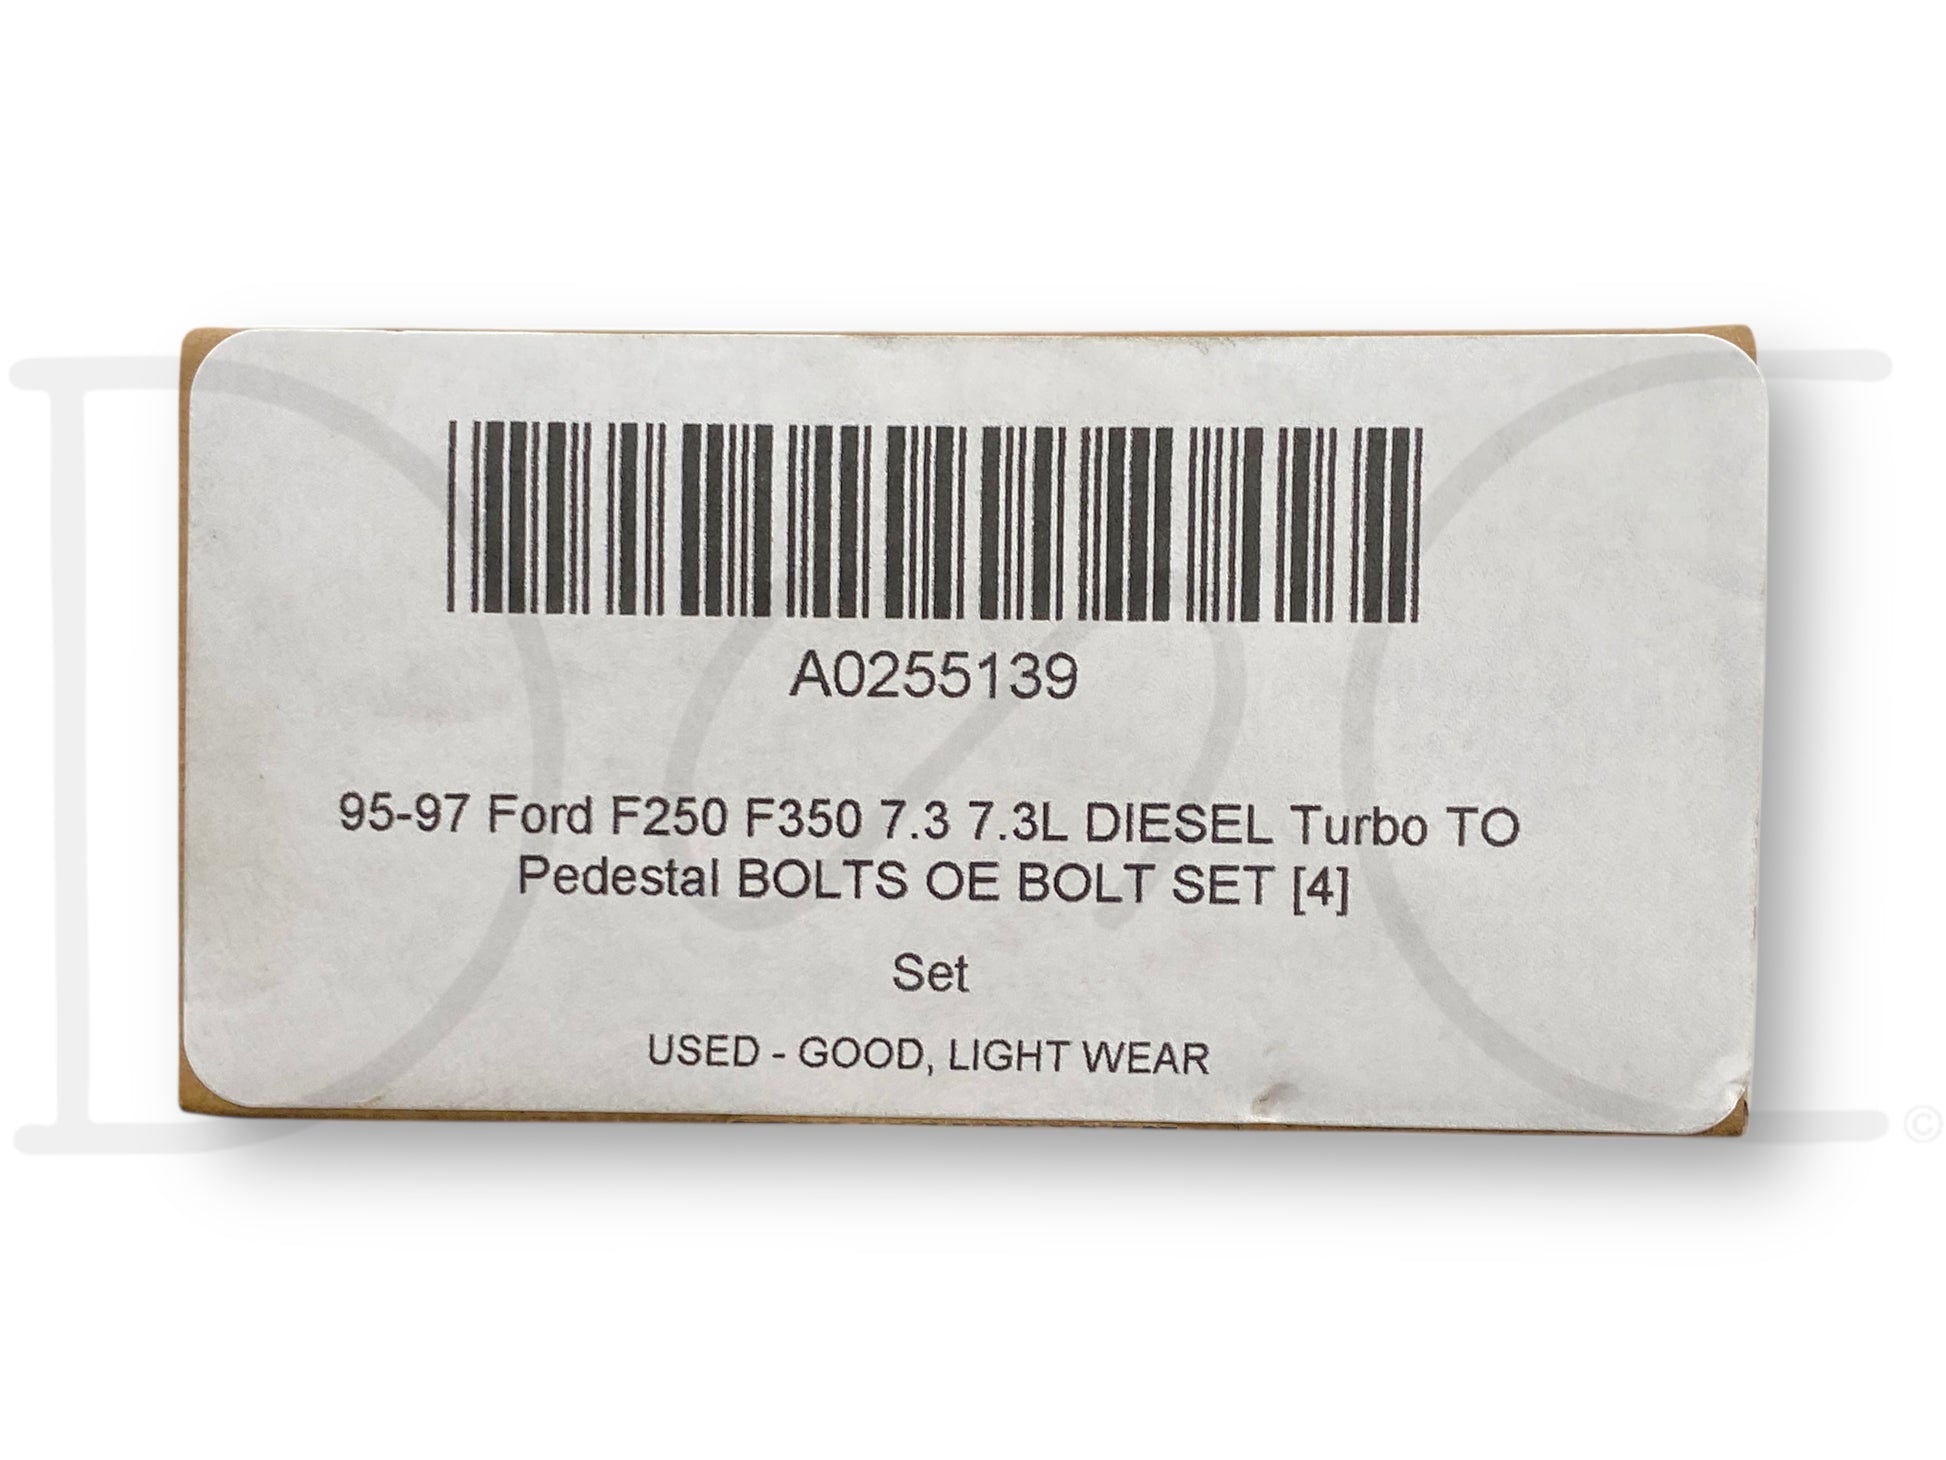 A0255139
95-97 Ford F250 F350 7.3 7.3L DIESEL Turbo TO
Pedestal BOLTS OE BOLT SET [4]
Set
USED - GOOD, LIGHT WEAR
©